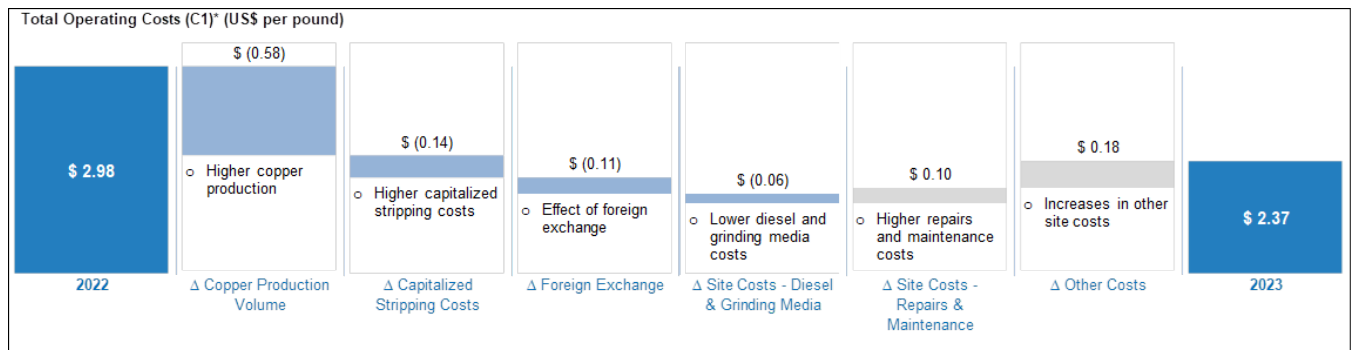 Total Operating Costs (C1)* (US$ per pound)
$ 2.98
2022
$ (0.58)
o Higher copper
production
Δ Copper Production
Volume
$ (0.14)
o Higher capitalized
stripping costs
Δ Capitalized
Stripping Costs
$ (0.11)
o Effect of foreign
exchange
Δ Foreign Exchange
$ (0.06)
o Lower diesel and
grinding media
costs
Δ Site Costs - Diesel
& Grinding Media
$ 0.10
o Higher repairs
and maintenance
costs
Δ Site Costs -
Repairs &
Maintenance
$ 0.18
o Increases in other
site costs
Δ Other Costs
$ 2.37
2023